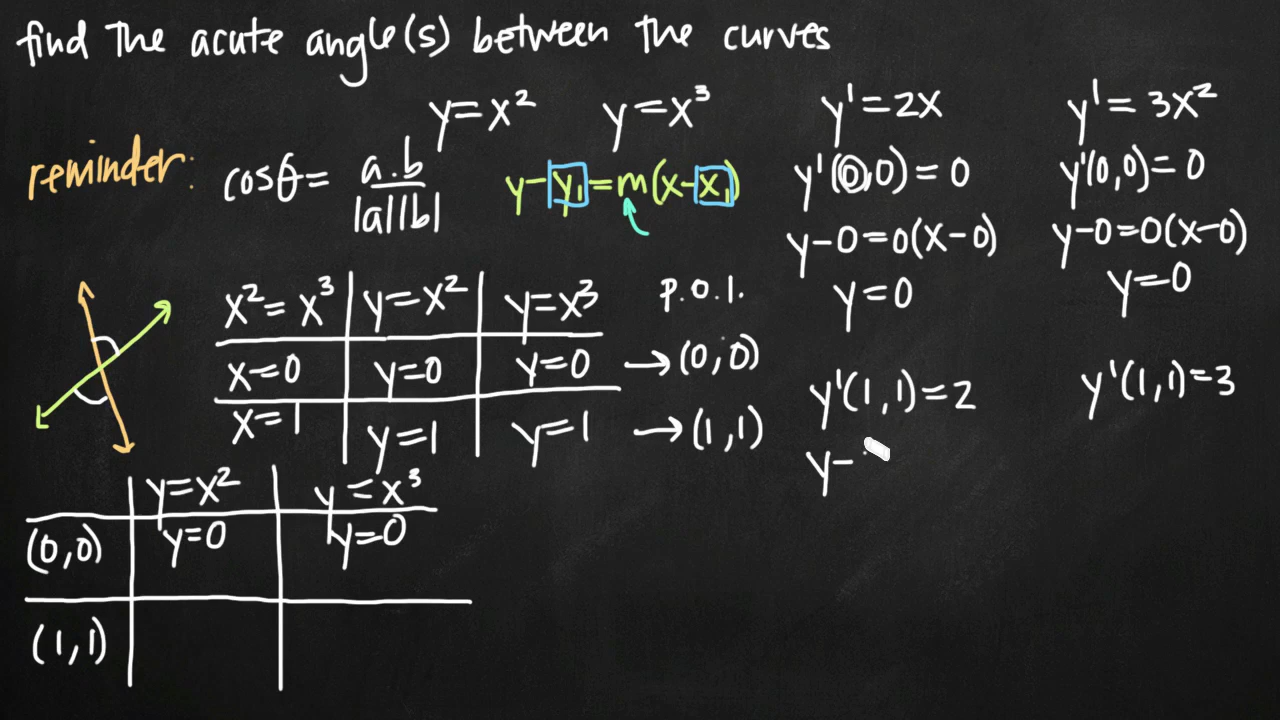 find the acute angle(s) between the curves
y=x² y=x³
reminder: cosθ= a.b / |a||b| y-y₁=m(x-x₁)
x²=x³ y=x² y=x³ p.o.i.
x=0 y=0 y=0 →(0,0)
x=1 y=1 y=1 →(1,1)
y=x² y=x³
(0,0) y=0 y=0
(1,1)
y'=2x
y'(0,0)=0
y-0=0(x-0)
y=0
y'(1,1)=2
y-
y'=3x²
y'(0,0)=0
y-0=0(x-0)
y=0
y'(1,1)=3